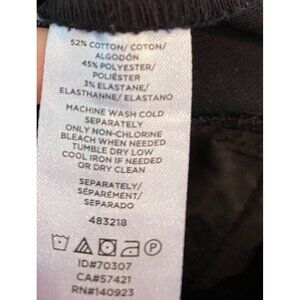 52% COTTON/ COTON/
ALGODÓN
45% POLYESTER/
POLIÉSTER
3% ELASTANE/
ELASTHANNE/ ELASTANO
MACHINE WASH COLD
SEPARATELY
ONLY NON-CHLORINE
BLEACH WHEN NEEDED
TUMBLE DRY LOW
COOL IRON IF NEEDED
OR DRY CLEAN
SEPARATELY/
SÉPARÉMENT/
SEPARADO
483218
P
ID#70307
CA#57421
RN#140923